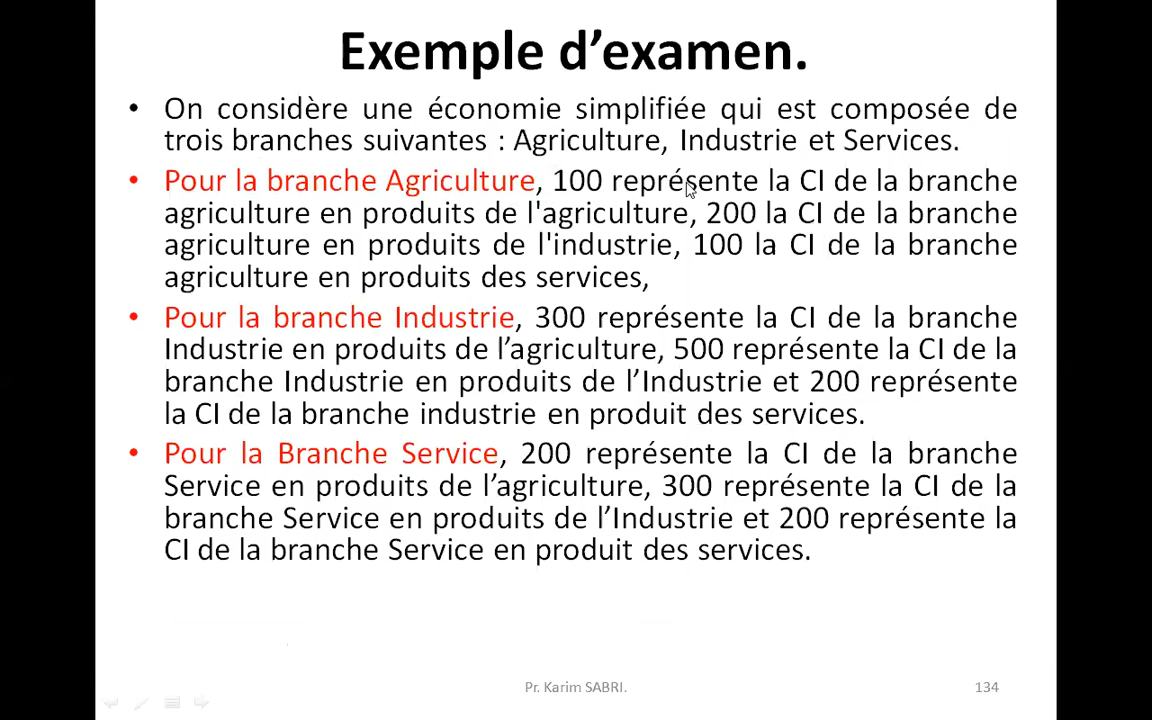 Exemple d’examen.
• On considère une économie simplifiée qui est composée de
trois branches suivantes : Agriculture, Industrie et Services.
• Pour la branche Agriculture, 100 représente la CI de la branche
agriculture en produits de l'agriculture, 200 la CI de la branche
agriculture en produits de l'industrie, 100 la CI de la branche
agriculture en produits des services,
• Pour la branche Industrie, 300 représente la CI de la branche
Industrie en produits de l’agriculture, 500 représente la CI de la
branche Industrie en produits de l’Industrie et 200 représente
la CI de la branche industrie en produit des services.
• Pour la Branche Service, 200 représente la CI de la branche
Service en produits de l’agriculture, 300 représente la CI de la
branche Service en produits de l’Industrie et 200 représente la
CI de la branche Service en produit des services.
Pr. Karim SABRI.
134